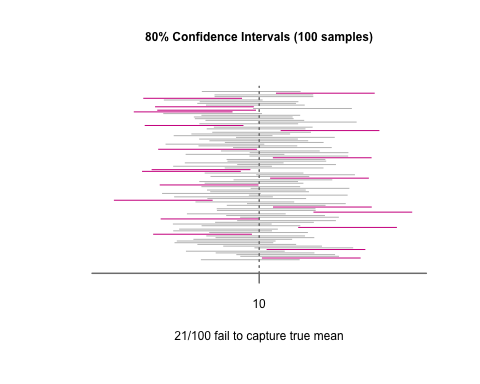 80% Confidence Intervals (100 samples)
10
21/100 fail to capture true mean